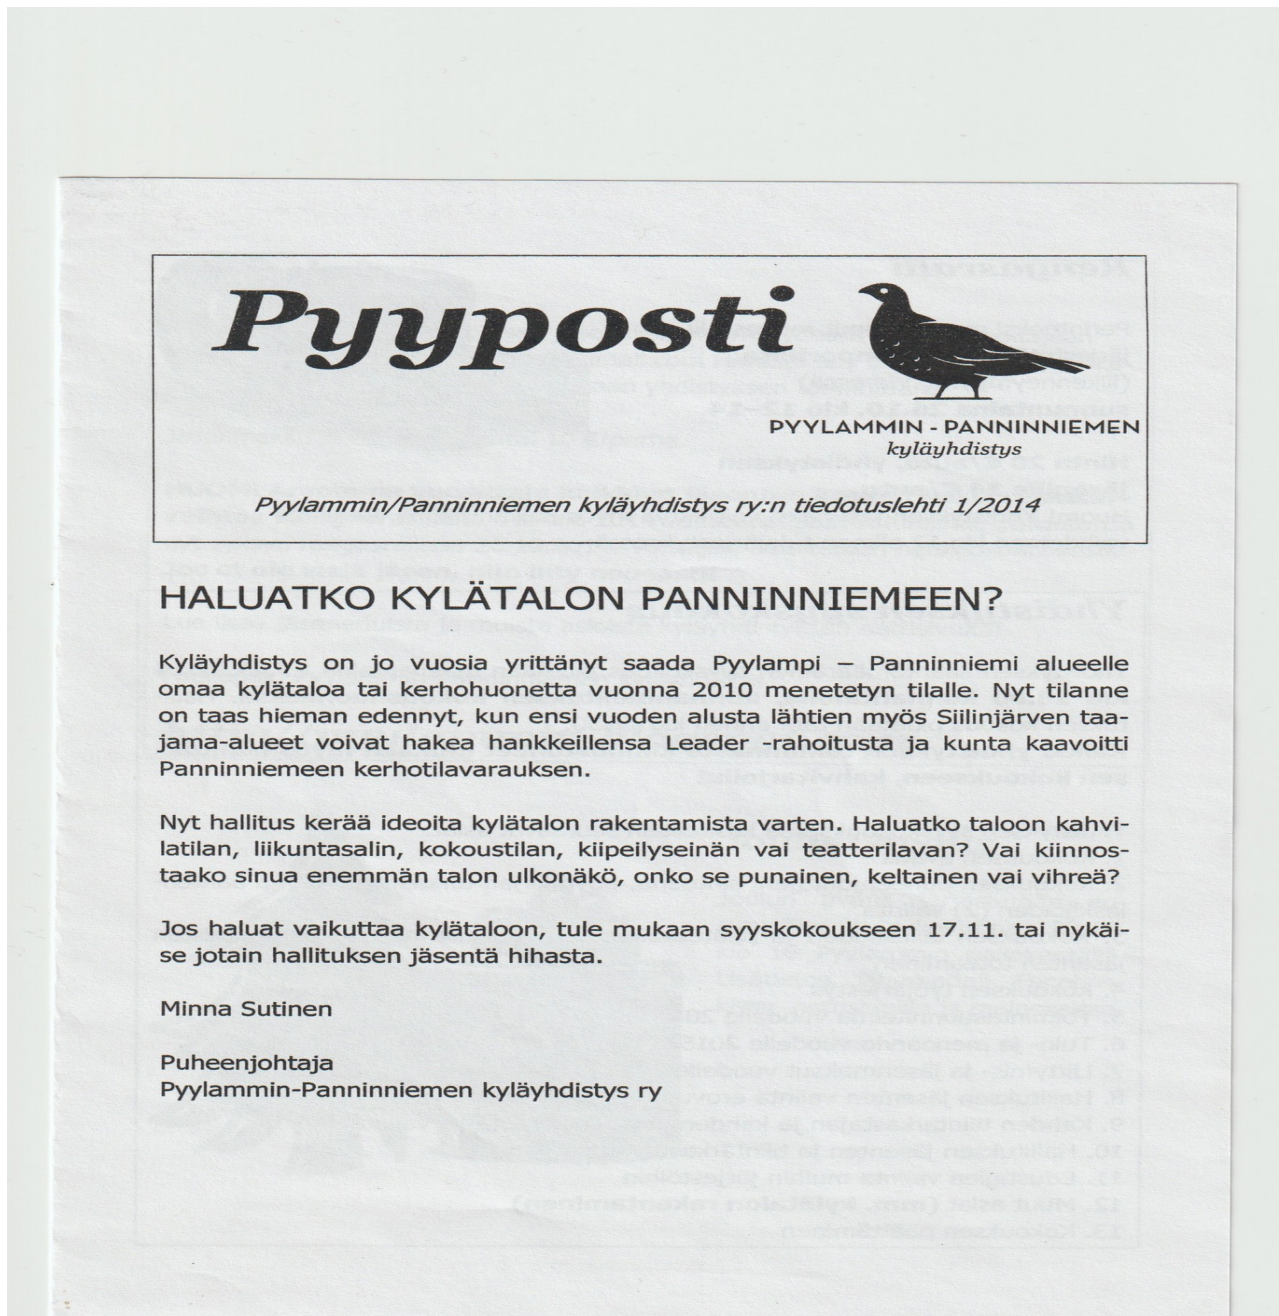 Pyyposti
PYYLAMMIN - PANNINNIEMEN
kyläyhdistys
Pyylammin/Panninniemen kyläyhdistys ry:n tiedotuslehti 1/2014
HALUATKO KYLÄTALON PANNINNIEMEEN?
Kyläyhdistys on jo vuosia yrittänyt saada Pyylampi – Panninniemi alueelle
omaa kylätaloa tai kerhohuonetta vuonna 2010 menetetyn tilalle. Nyt tilanne
on taas hieman edennyt, kun ensi vuoden alusta lähtien myös Siilinjärven taa-
jama-alueet voivat hakea hankkeillensa Leader -rahoitusta ja kunta kaavoitti
Panninniemeen kerhotilavarauksen.
Nyt hallitus kerää ideoita kylätalon rakentamista varten. Haluatko taloon kahvi-
latilan, liikuntasalin, kokoustilan, kiipeilyseinän vai teatterilavan? Vai kiinnos-
taako sinua enemmän talon ulkonäkö, onko se punainen, keltainen vai vihreä?
Jos haluat vaikuttaa kylätaloon, tule mukaan syyskokoukseen 17.11. tai nykäi-
se jotain hallituksen jäsentä hihasta.
Minna Sutinen
Puheenjohtaja
Pyylammin-Panninniemen kyläyhdistys ry